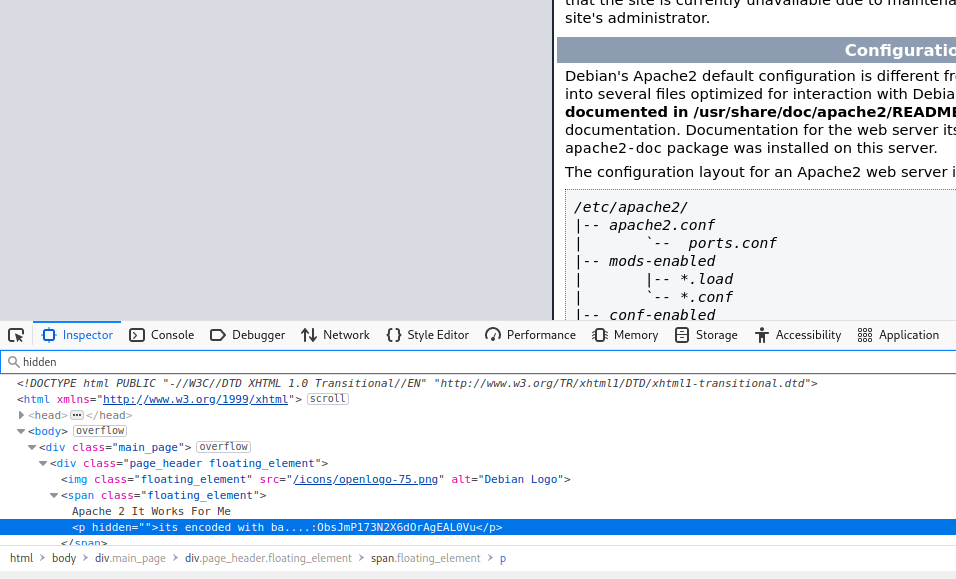 that the site is currently unavailable due to maintena
site's administrator.
Configuratio
Debian's Apache2 default configuration is different fr
into several files optimized for interaction with Debia
documented in /usr/share/doc/apache2/README
documentation. Documentation for the web server its
apache2-doc package was installed on this server.
The configuration layout for an Apache2 web server i
/etc/apache2/
|-- apache2.conf
|       `--  ports.conf
|-- mods-enabled
|       |-- *.load
|       `-- *.conf
|-- conf-enabled
Inspector Console Debugger Network Style Editor Performance Memory Storage Accessibility Application
hidden
<!DOCTYPE html PUBLIC "-//W3C//DTD XHTML 1.0 Transitional//EN" "http://www.w3.org/TR/xhtml1/DTD/xhtml1-transitional.dtd">
<html xmlns="http://www.w3.org/1999/xhtml"> scroll
<head> ••• </head>
<body> overflow
<div class="main_page"> overflow
<div class="page_header floating_element">
<img class="floating_element" src="/icons/openlogo-75.png" alt="Debian Logo">
<span class="floating_element">
Apache 2 It Works For Me
<p hidden="">its encoded with ba....:ObsJmP173N2X6dOrAgEAL0Vu</p>
</span>
html > body > div.main_page > div.page_header.floating_element > span.floating_element > p